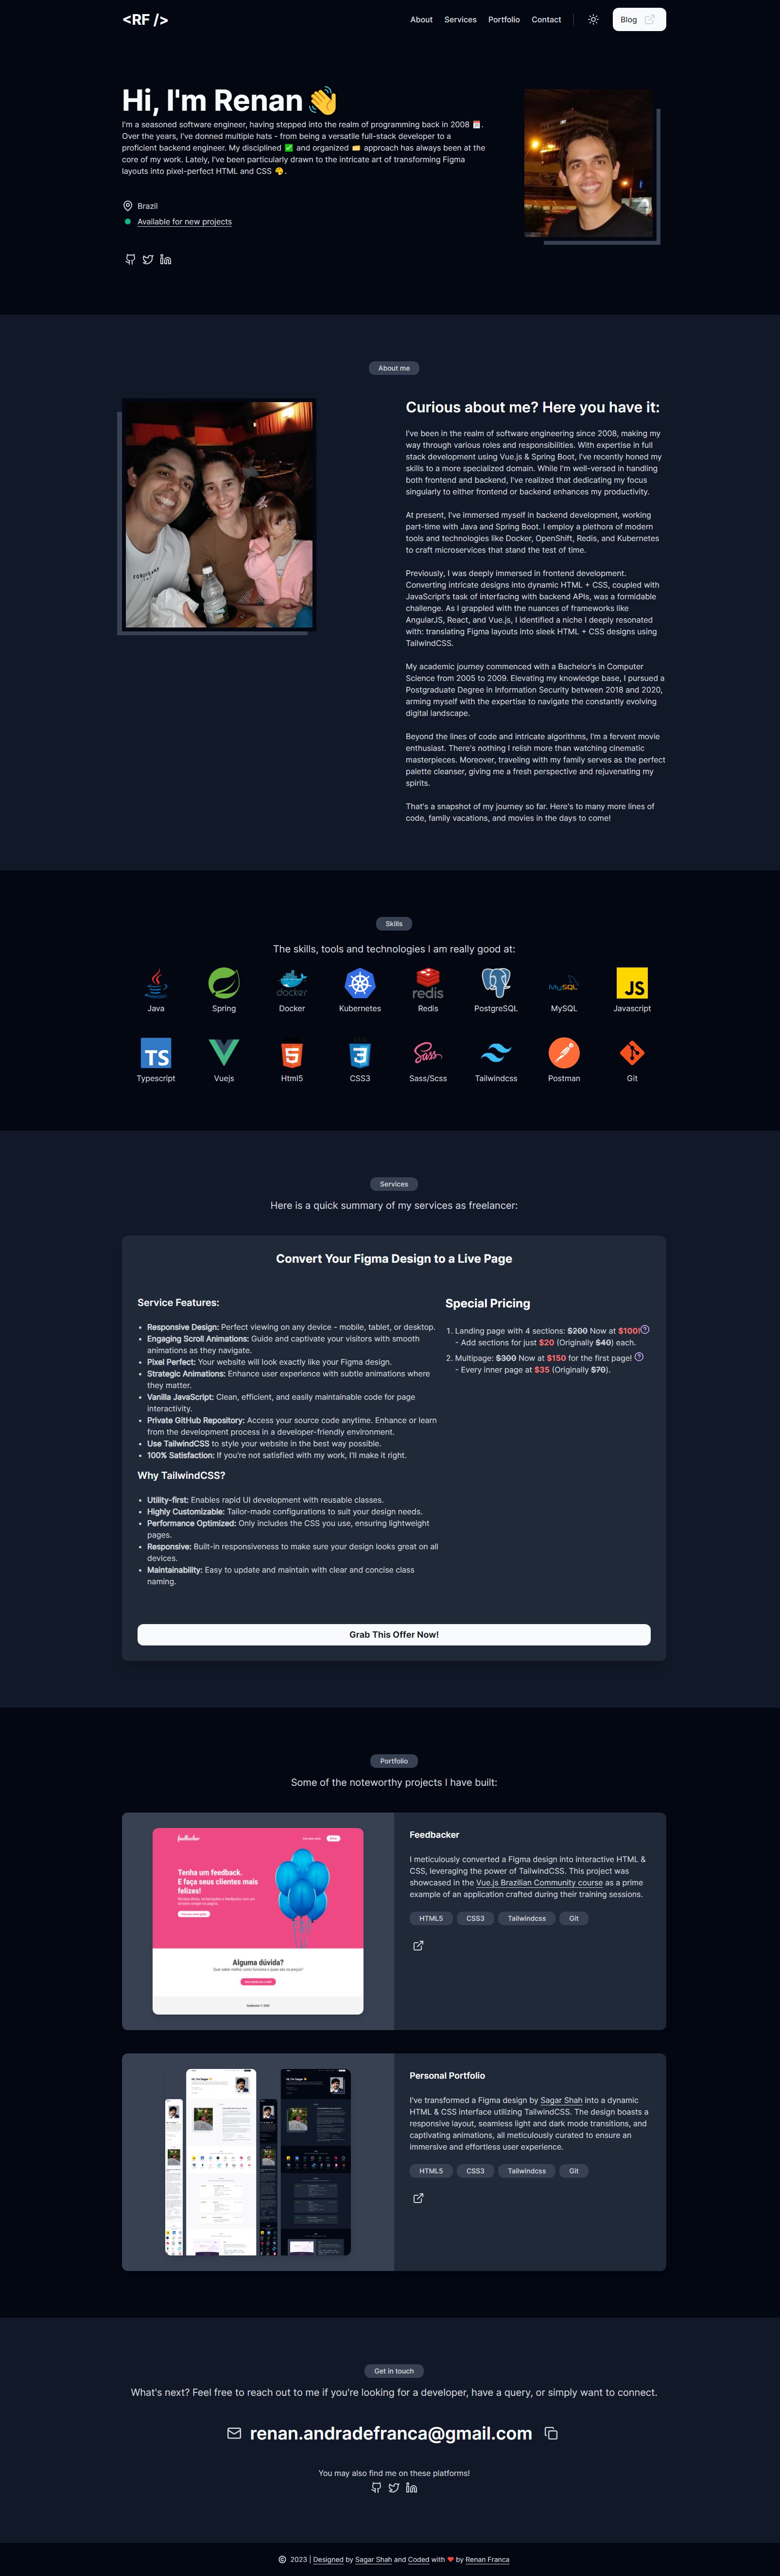 <RF />
About
Services
Portfolio
Contact
Blog
Hi, I'm Renan 👋
I'm a seasoned software engineer, having stepped into the realm of programming back in 2008 📅.
Over the years, I've donned multiple hats - from being a versatile full-stack developer to a
proficient backend engineer. My disciplined ✅ and organized 📁 approach has always been at the
core of my work. Lately, I've been particularly drawn to the intricate art of transforming Figma
layouts into pixel-perfect HTML and CSS 🎨.
Brazil
Available for new projects
About me
Curious about me? Here you have it:
I've been in the realm of software engineering since 2008, making my
way through various roles and responsibilities. With expertise in full
stack development using Vue.js & Spring Boot, I've recently honed my
skills to a more specialized domain. While I'm well-versed in handling
both frontend and backend, I've realized that dedicating my focus
singularly to either frontend or backend enhances my productivity.
At present, I've immersed myself in backend development, working
part-time with Java and Spring Boot. I employ a plethora of modern
tools and technologies like Docker, OpenShift, Redis, and Kubernetes
to craft microservices that stand the test of time.
Previously, I was deeply immersed in frontend development.
Converting intricate designs into dynamic HTML + CSS, coupled with
JavaScript's task of interfacing with backend APIs, was a formidable
challenge. As I grappled with the nuances of frameworks like
AngularJS, React, and Vue.js, I identified a niche I deeply resonated
with: translating Figma layouts into sleek HTML + CSS designs using
TailwindCSS.
My academic journey commenced with a Bachelor's in Computer
Science from 2005 to 2009. Elevating my knowledge base, I pursued a
Postgraduate Degree in Information Security between 2018 and 2020,
arming myself with the expertise to navigate the constantly evolving
digital landscape.
Beyond the lines of code and intricate algorithms, I'm a fervent movie
enthusiast. There's nothing I relish more than watching cinematic
masterpieces. Moreover, traveling with my family serves as the perfect
palette cleanser, giving me a fresh perspective and rejuvenating my
spirits.
That's a snapshot of my journey so far. Here's to many more lines of
code, family vacations, and movies in the days to come!
Skills
The skills, tools and technologies I am really good at:
docker
redis
MySQL
JS
Java
Spring
Docker
Kubernetes
Redis
PostgreSQL
MySQL
Javascript
TS
5
3
Sass
Typescript
Vuejs
Html5
CSS3
Sass/Scss
Tailwindcss
Postman
Git
Services
Here is a quick summary of my services as freelancer:
Convert Your Figma Design to a Live Page
Service Features:
• Responsive Design: Perfect viewing on any device - mobile, tablet, or desktop.
• Engaging Scroll Animations: Guide and captivate your visitors with smooth
animations as they navigate.
• Pixel Perfect: Your website will look exactly like your Figma design.
• Strategic Animations: Enhance user experience with subtle animations where
they matter.
• Vanilla JavaScript: Clean, efficient, and easily maintainable code for page
interactivity.
• Private GitHub Repository: Access your source code anytime. Enhance or learn
from the development process in a developer-friendly environment.
• Use TailwindCSS to style your website in the best way possible.
• 100% Satisfaction: If you're not satisfied with my work, I'll make it right.
Why TailwindCSS?
• Utility-first: Enables rapid UI development with reusable classes.
• Highly Customizable: Tailor-made configurations to suit your design needs.
• Performance Optimized: Only includes the CSS you use, ensuring lightweight
pages.
• Responsive: Built-in responsiveness to make sure your design looks great on all
devices.
• Maintainability: Easy to update and maintain with clear and concise class
naming.
Special Pricing
1. Landing page with 4 sections: $200 Now at $100!
- Add sections for just $20 (Originally $40) each.
2. Multipage: $300 Now at $150 for the first page!
- Every inner page at $35 (Originally $70).
Grab This Offer Now!
Portfolio
Some of the noteworthy projects I have built:
feedbacker
Tenha um feedback.
E faça seus clientes mais
felizes!
Alguma dúvida?
Feedbacker
I meticulously converted a Figma design into interactive HTML &
CSS, leveraging the power of TailwindCSS. This project was
showcased in the Vue.js Brazilian Community course as a prime
example of an application crafted during their training sessions.
HTML5
CSS3
Tailwindcss
Git
Personal Portfolio
I've transformed a Figma design by Sagar Shah into a dynamic
HTML & CSS interface utilizing TailwindCSS. The design boasts a
responsive layout, seamless light and dark mode transitions, and
captivating animations, all meticulously curated to ensure an
immersive and effortless user experience.
HTML5
CSS3
Tailwindcss
Git
Get in touch
What's next? Feel free to reach out to me if you're looking for a developer, have a query, or simply want to connect.
renan.andradefranca@gmail.com
You may also find me on these platforms!
© 2023 | Designed by Sagar Shah and Coded with ❤ by Renan Franca